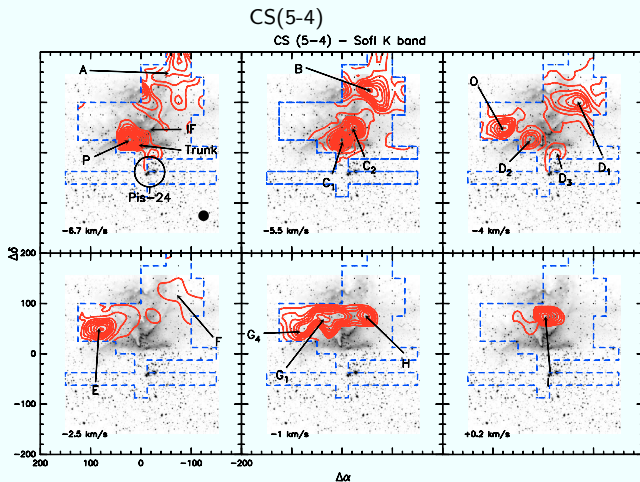 CS(5-4)
CS (5-4) - SofI K band
A
IF
P
Trunk
Pis-24
-6.7 km/s
B
C1
C2
-5.5 km/s
O
D2
D1
D3
-4 km/s
Δδ
200
100
0
-100
-200
F
E
-2.5 km/s
G4
G1
H
-1 km/s
I
+0.2 km/s
200
100
0
-100
-200
Δα